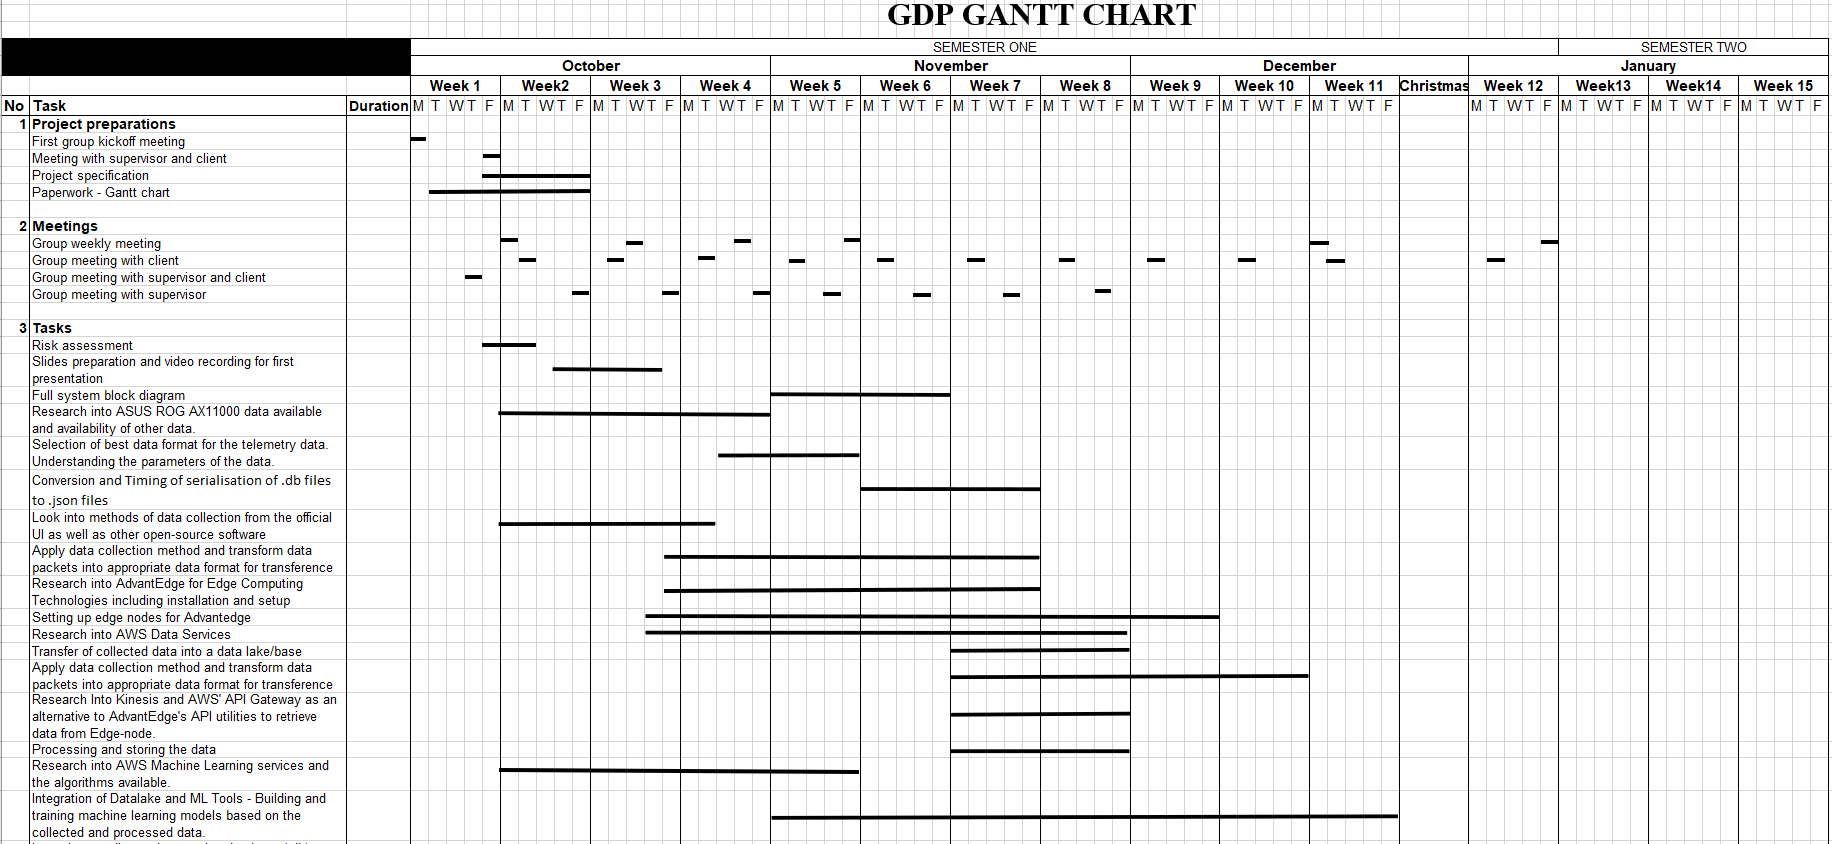 GDP GANTT CHART
SEMESTER ONE SEMESTER TWO
October November December January
Week 1 Week2 Week 3 Week 4 Week 5 Week 6 Week 7 Week 8 Week 9 Week 10 Week 11 Christmas Week 12 Week13 Week14 Week 15
No Task Duration M T W T F M T W T F M T W T F M T W T F M T W T F M T W T F M T W T F M T W T F M T W T F M T W T F M T W T F M T W T F M T W T F M T W T F M T W T F
1 Project preparations
First group kickoff meeting
Meeting with supervisor and client
Project specification
Paperwork - Gantt chart
2 Meetings
Group weekly meeting
Group meeting with client
Group meeting with supervisor and client
Group meeting with supervisor
3 Tasks
Risk assessment
Slides preparation and video recording for first
presentation
Full system block diagram
Research into ASUS ROG AX11000 data available
and availability of other data.
Selection of best data format for the telemetry data.
Understanding the parameters of the data.
Conversion and Timing of serialisation of .db files
to .json files
Look into methods of data collection from the official
UI as well as other open-source software
Apply data collection method and transform data
packets into appropriate data format for transference
Research into AdvantEdge for Edge Computing
Technologies including installation and setup
Setting up edge nodes for Advantedge
Research into AWS Data Services
Transfer of collected data into a data lake/base
Apply data collection method and transform data
packets into appropriate data format for transference
Research Into Kinesis and AWS' API Gateway as an
alternative to AdvantEdge's API utilities to retrieve
data from Edge-node.
Processing and storing the data
Research into AWS Machine Learning services and
the algorithms available.
Integration of Datalake and ML Tools - Building and
training machine learning models based on the
collected and processed data.